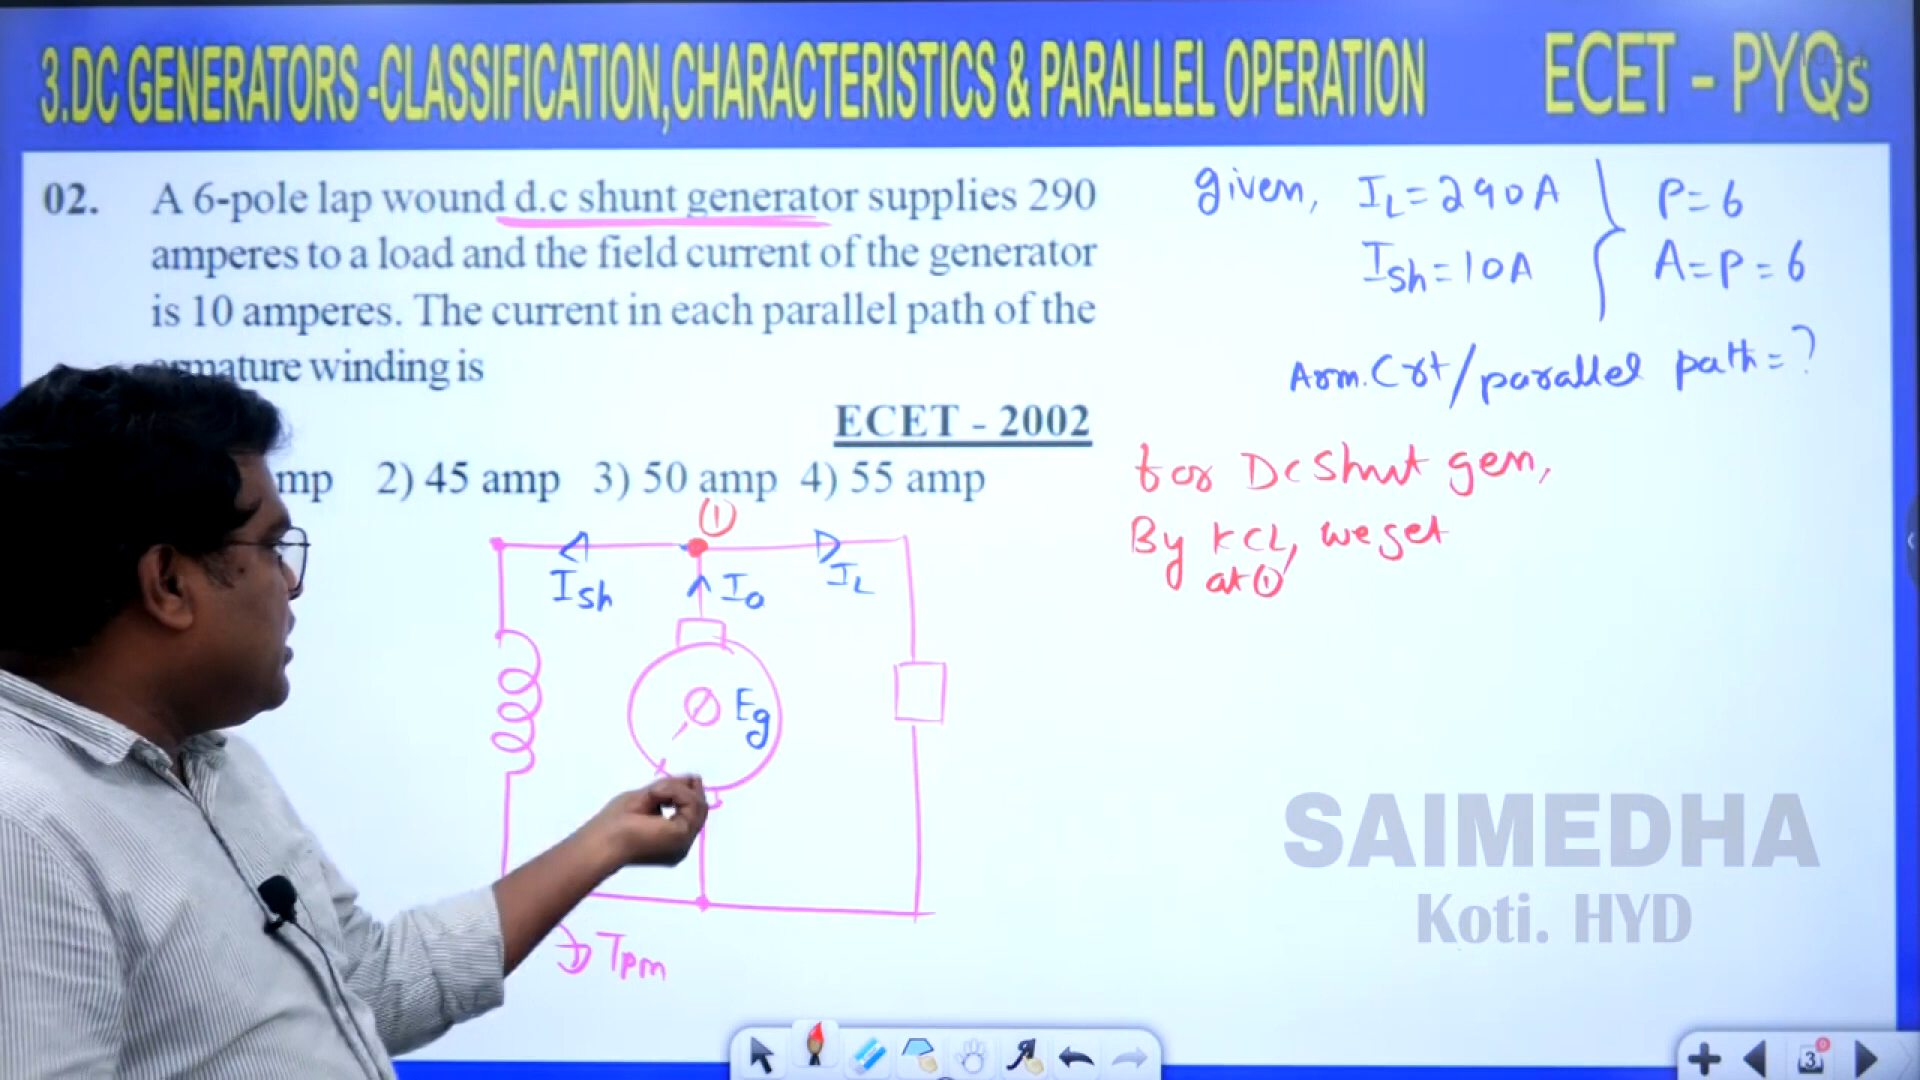 3.DC GENERATORS -CLASSIFICATION,CHARACTERISTICS & PARALLEL OPERATION ECET - PYQs
02. A 6-pole lap wound d.c shunt generator supplies 290
amperes to a load and the field current of the generator
is 10 amperes. The current in each parallel path of the
armature winding is
ECET - 2002
mp 2) 45 amp 3) 50 amp 4) 55 amp
given, IL = 290A P = 6
Ish = 10A A = P = 6
Arm. Crt/parallel path = ?
for DC Shunt gen,
By KCL, we get
at ①
①
Ish Ia IL
Eg
Tpm
SAIMEDHA
Koti. HYD
3